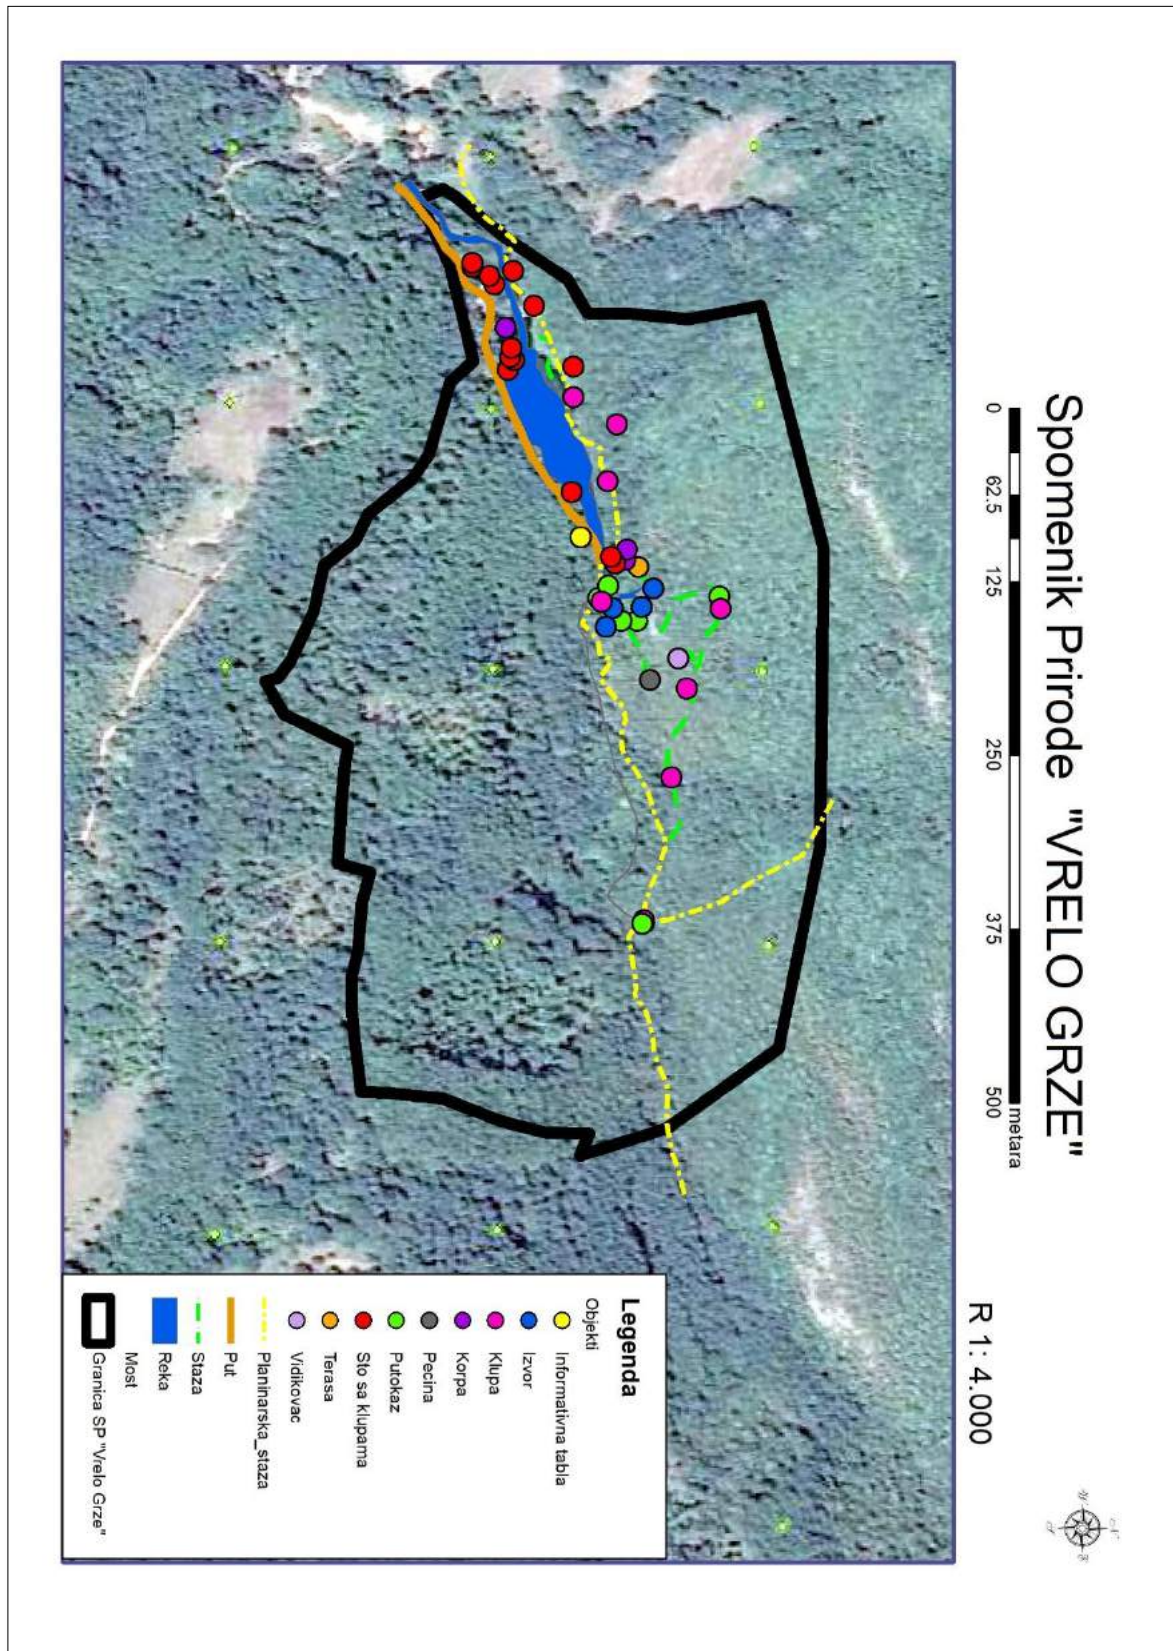 Spomenik Prirode "VRELO GRZE"
R 1: 4.000
0 62.5 125 250 375 500
metara
N
W
E
S
Legenda
Objekti
Informativna tabla
Izvor
Klupa
Korpa
Pecina
Putokaz
Sto sa klupama
Terasa
Vidikovac
Planinarska_staza
Put
Staza
Reka
Most
Granica SP "Vrelo Grze"